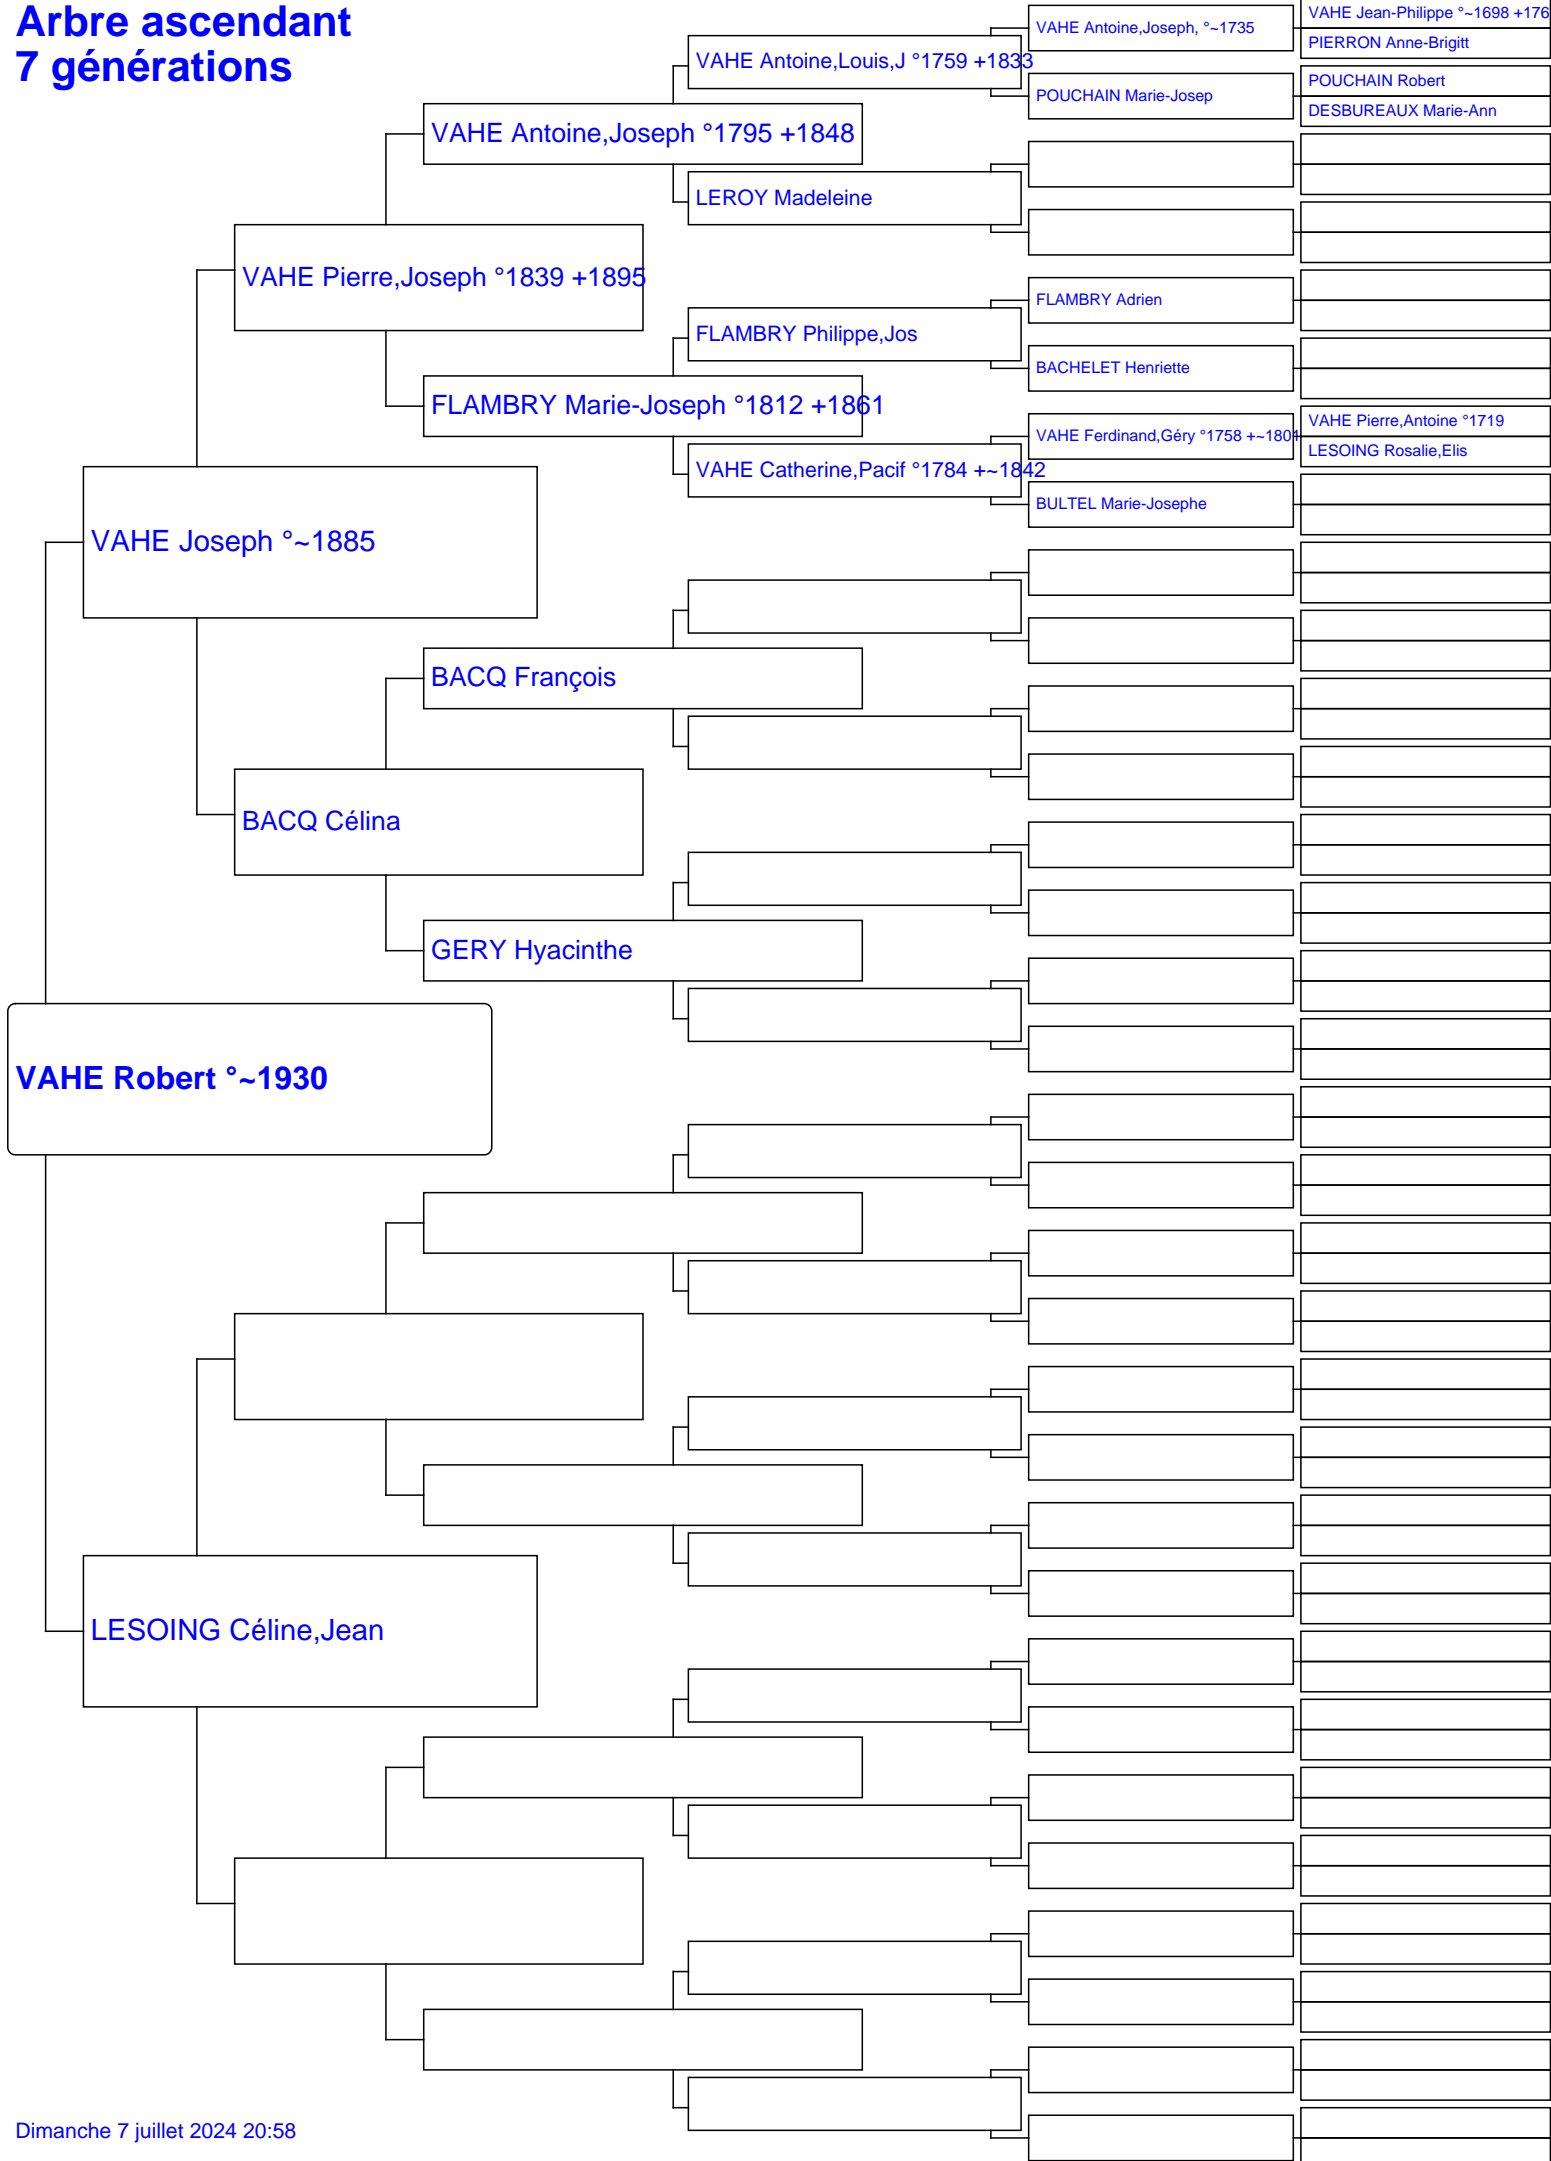 Arbre ascendant
7 générations
VAHE Robert °~1930
VAHE Joseph °~1885
LESOING Céline,Jean
VAHE Pierre,Joseph °1839 +1895
BACQ Célina
VAHE Antoine,Joseph °1795 +1848
FLAMBRY Marie-Joseph °1812 +1861
BACQ François
GERY Hyacinthe
VAHE Antoine,Louis,J °1759 +1833
LEROY Madeleine
FLAMBRY Philippe,Jos
VAHE Catherine,Pacif °1784 +~1842
VAHE Antoine,Joseph, °~1735
POUCHAIN Marie-Josep
FLAMBRY Adrien
BACHELET Henriette
VAHE Ferdinand,Géry °1758 +~1801
BULTEL Marie-Josephe
VAHE Jean-Philippe °~1698 +176
PIERRON Anne-Brigitt
POUCHAIN Robert
DESBUREAUX Marie-Ann
VAHE Pierre,Antoine °1719
LESOING Rosalie,Elis
Dimanche 7 juillet 2024 20:58